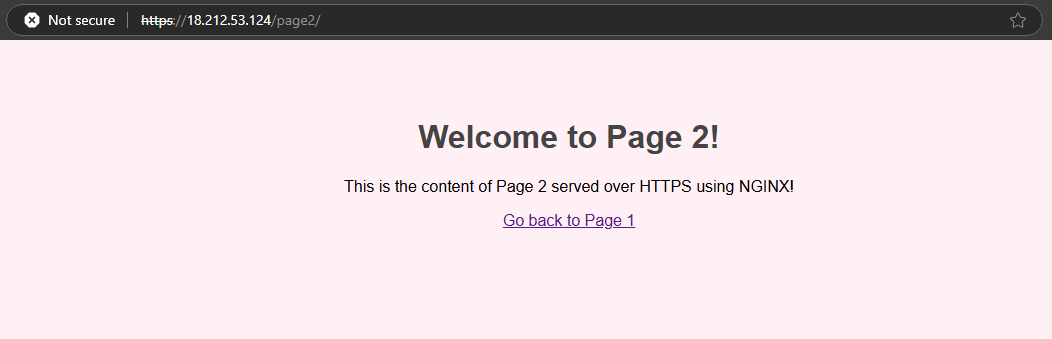 Not secure https://18.212.53.124/page2/
Welcome to Page 2!
This is the content of Page 2 served over HTTPS using NGINX!
Go back to Page 1